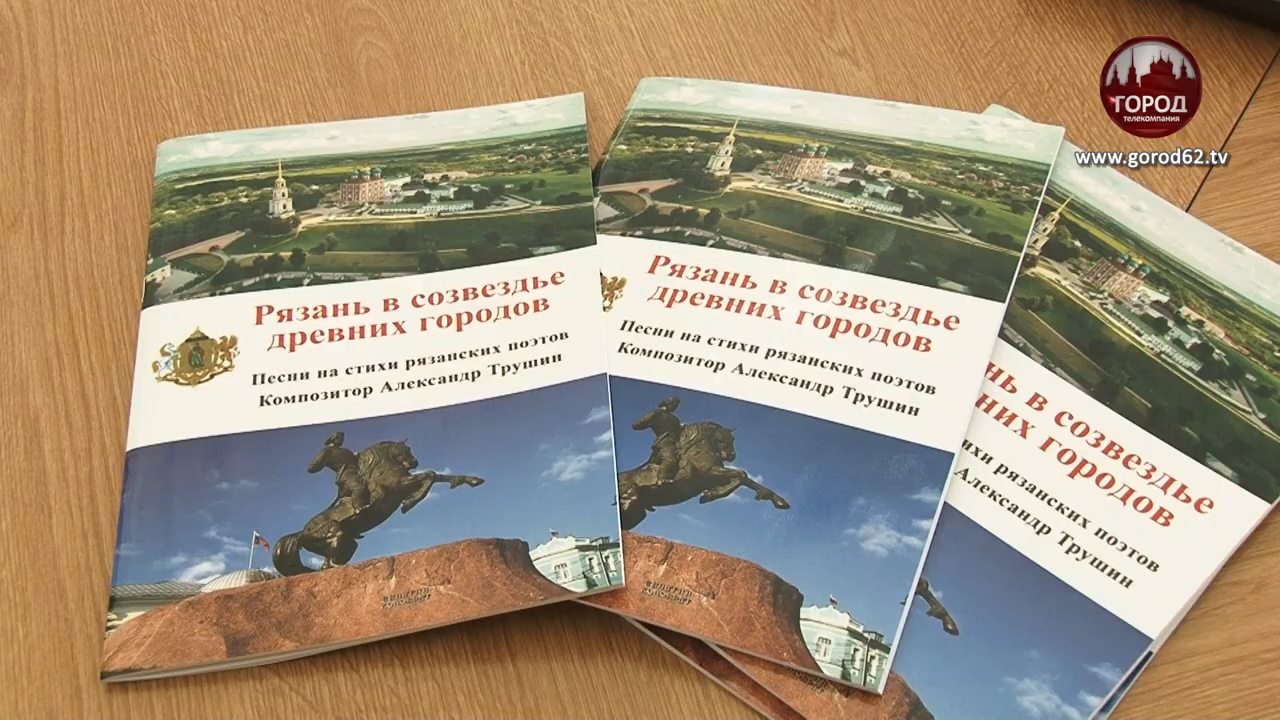 ГОРОД
телекомпания
www.gorod62.tv
Рязань в созвездье
древних городов
Песни на стихи рязанских поэтов
Композитор Александр Трушин
Рязань в созвездье
древних городов
Песни на стихи рязанских поэтов
Композитор Александр Трушин
нь в созвездье
них городов
ихи рязанских поэтов
Александр Трушин